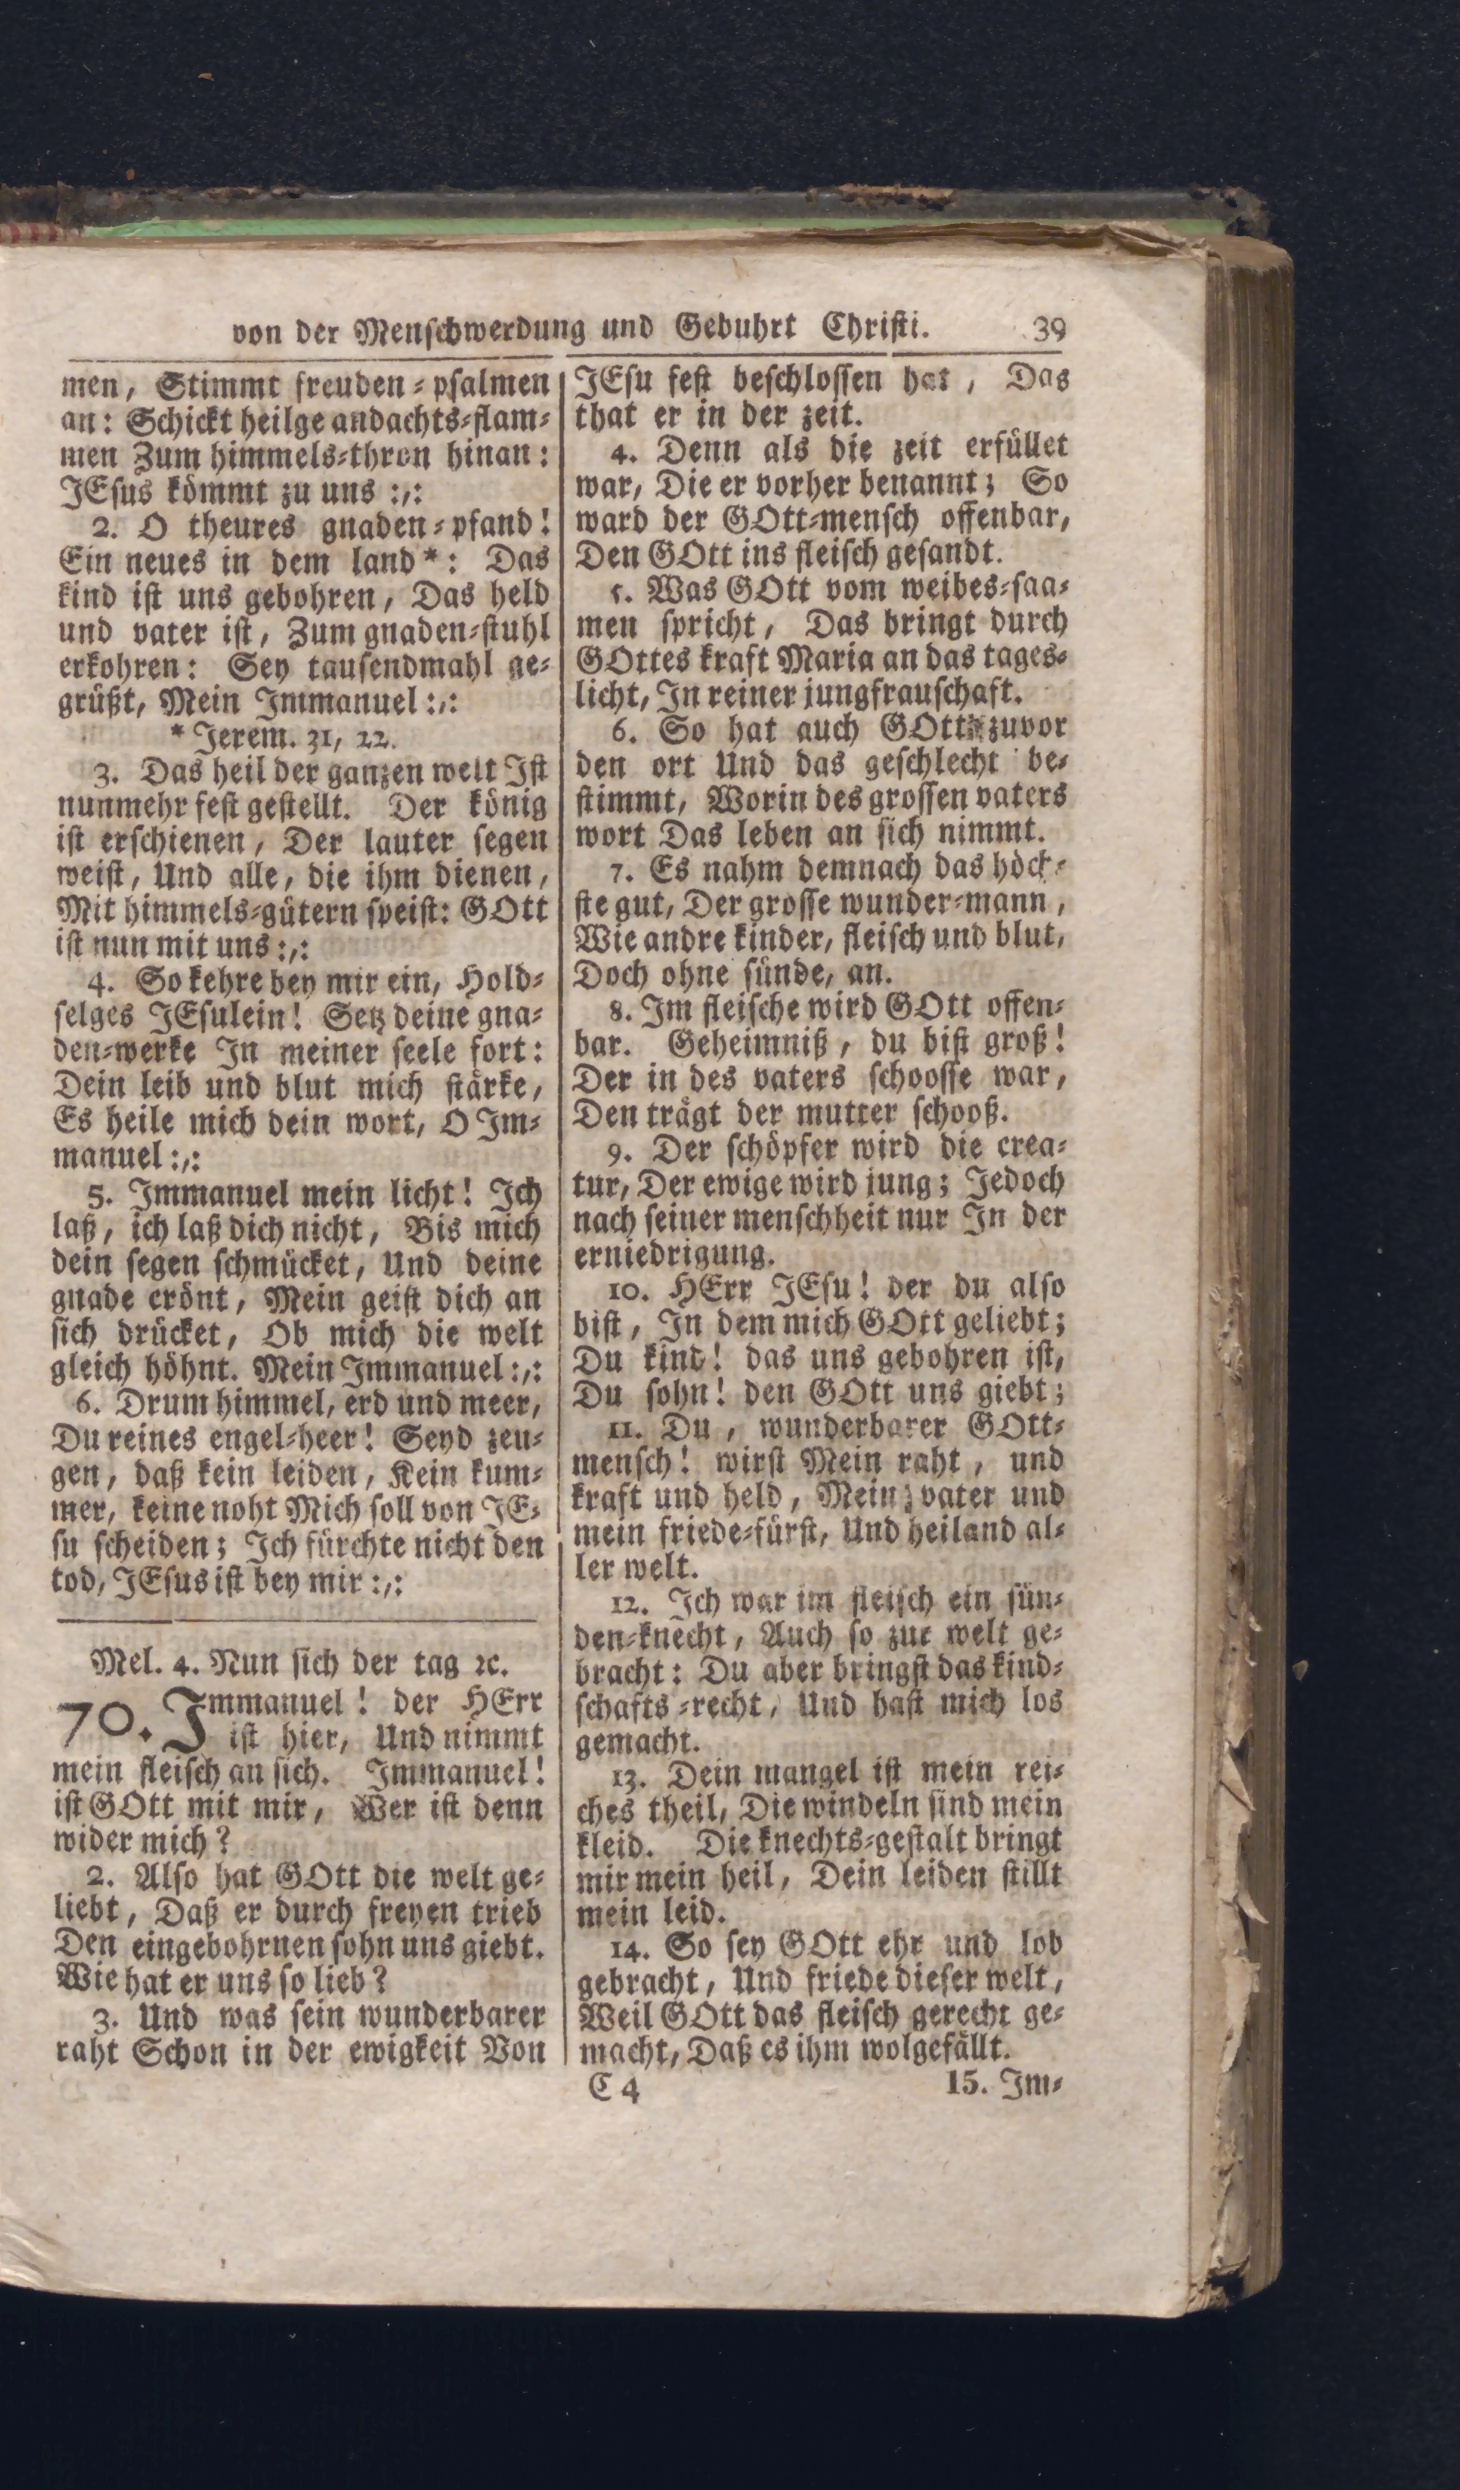 von der Menschwerdung und Gebuhrt Christi. 39
men, Stimmt freuden-psalmen
an: Schickt heilge andachts-flam-
men Zum himmels-thron hinan:
JEsus kömmt zu uns :,:
2. O theures gnaden-pfand!
Ein neues in dem land*: Das
kind ist uns gebohren, Das held
und vater ist, Zum gnaden-stuhl
erkohren: Sey tausendmahl ge-
grüßt, Mein Immanuel :,:
* Jerem. 31, 22.
3. Das heil der ganzen welt Ist
nunmehr fest gestellt. Der könig
ist erschienen, Der lauter segen
weist, Und alle, die ihm dienen,
Mit himmels-gütern speist: GOtt
ist nun mit uns :,:
4. So kehre bey mir ein, Hold-
selges JEsulein! Setz deine gna-
den-werke In meiner seele fort:
Dein leib und blut mich stärke,
Es heile mich dein wort, O Im-
manuel :,:
5. Immanuel mein licht! Ich
laß, ich laß dich nicht, Bis mich
dein segen schmücket, Und deine
gnade crönt, Mein geist dich an
sich drücket, Ob mich die welt
gleich höhnt. Mein Immanuel :,:
6. Drum himmel, erd und meer,
Du reines engel-heer! Seyd zeu-
gen, daß kein leiden, Kein kum-
mer, keine noht Mich soll von JE-
su scheiden; Ich fürchte nicht den
tod, JEsus ist bey mir :,:
Mel. 4. Nun sich der tag ꝛc.
70. Immanuel! der HErr
ist hier, Und nimmt
mein fleisch an sich. Immanuel!
ist GOtt mit mir, Wer ist denn
wider mich?
2. Also hat GOtt die welt ge-
liebt, Daß er durch freyen trieb
Den eingebohrnen sohn uns giebt.
Wie hat er uns so lieb?
3. Und was sein wunderbarer
raht Schon in der ewigkeit Von
JEsu fest beschlossen hat, Das
that er in der zeit.
4. Denn als die zeit erfüllet
war, Die er vorher benannt; So
ward der GOtt-mensch offenbar,
Den GOtt ins fleisch gesandt.
5. Was GOtt vom weibes-saa-
men spricht, Das bringt durch
GOttes kraft Maria an das tages-
licht, In reiner jungfrauschaft.
6. So hat auch GOtt zuvor
den ort Und das geschlecht be-
stimmt, Worin des grossen vaters
wort Das leben an sich nimmt.
7. Es nahm demnach das höch-
ste gut, Der grosse wunder-mann,
Wie andre kinder, fleisch und blut,
Doch ohne sünde, an.
8. Im fleische wird GOtt offen-
bar. Geheimniß, du bist groß!
Der in des vaters schoosse war,
Den trägt der mutter schooß.
9. Der schöpfer wird die crea-
tur, Der ewige wird jung; Jedoch
nach seiner menschheit nur In der
erniedrigung.
10. HErr JEsu! der du also
bist, In dem mich GOtt geliebt;
Du kind! das uns gebohren ist,
Du sohn! den GOtt uns giebt;
11. Du, wunderbarer GOtt-
mensch! wirst Mein raht, und
kraft und held, Mein vater und
mein friede-fürst, Und heiland al-
ler welt.
12. Ich war im fleisch ein sün-
den-knecht, Auch so zur welt ge-
bracht: Du aber bringst das kind-
schafts-recht, Und hast mich los
gemacht.
13. Dein mangel ist mein rei-
ches theil, Die windeln sind mein
kleid. Die knechts-gestalt bringt
mir mein heil, Dein leiden stillt
mein leid.
14. So sey GOtt ehr und lob
gebracht, Und friede dieser welt,
Weil GOtt das fleisch gerecht ge-
macht, Daß es ihm wolgefällt.
C 4 15. Im-